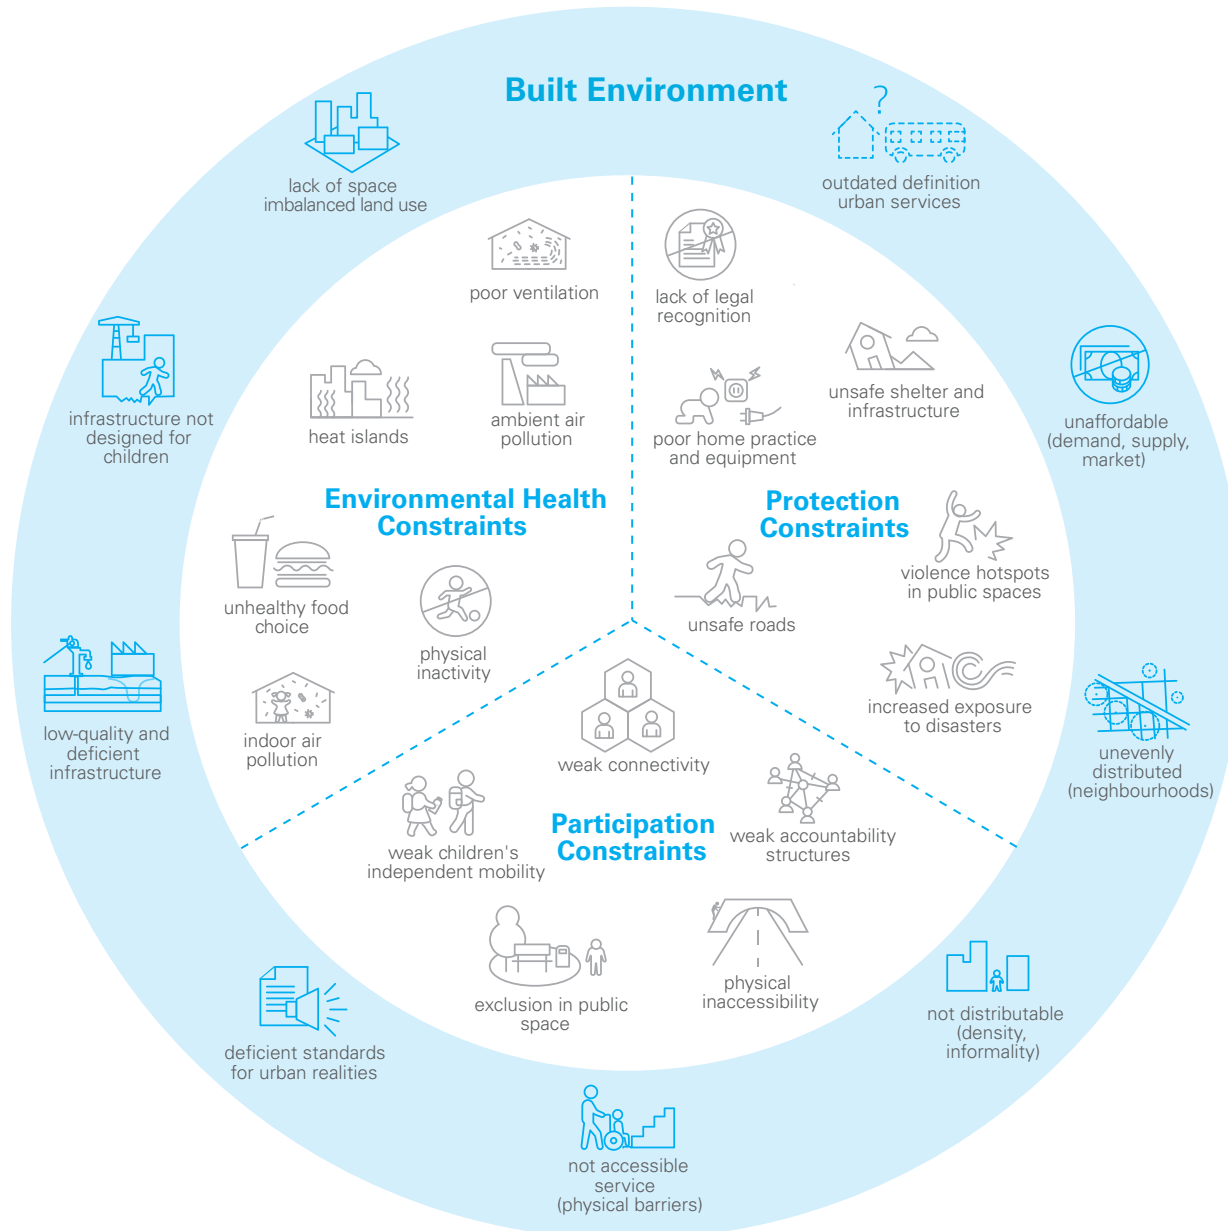 Built Environment
lack of space
imbalanced land use
?
outdated definition
urban services
infrastructure not
designed for
children
unaffordable
(demand, supply,
market)
low-quality and
deficient
infrastructure
unevenly
distributed
(neighbourhoods)
deficient standards
for urban realities
not distributable
(density,
informality)
not accessible
service
(physical barriers)
poor ventilation
heat islands
ambient air
pollution
Environmental Health
Constraints
unhealthy food
choice
physical
inactivity
indoor air
pollution
lack of legal
recognition
unsafe shelter and
infrastructure
poor home practice
and equipment
Protection
Constraints
violence hotspots
in public spaces
unsafe roads
increased exposure
to disasters
weak connectivity
weak children's
independent mobility
Participation
Constraints
weak accountability
structures
exclusion in public
space
physical
inaccessibility